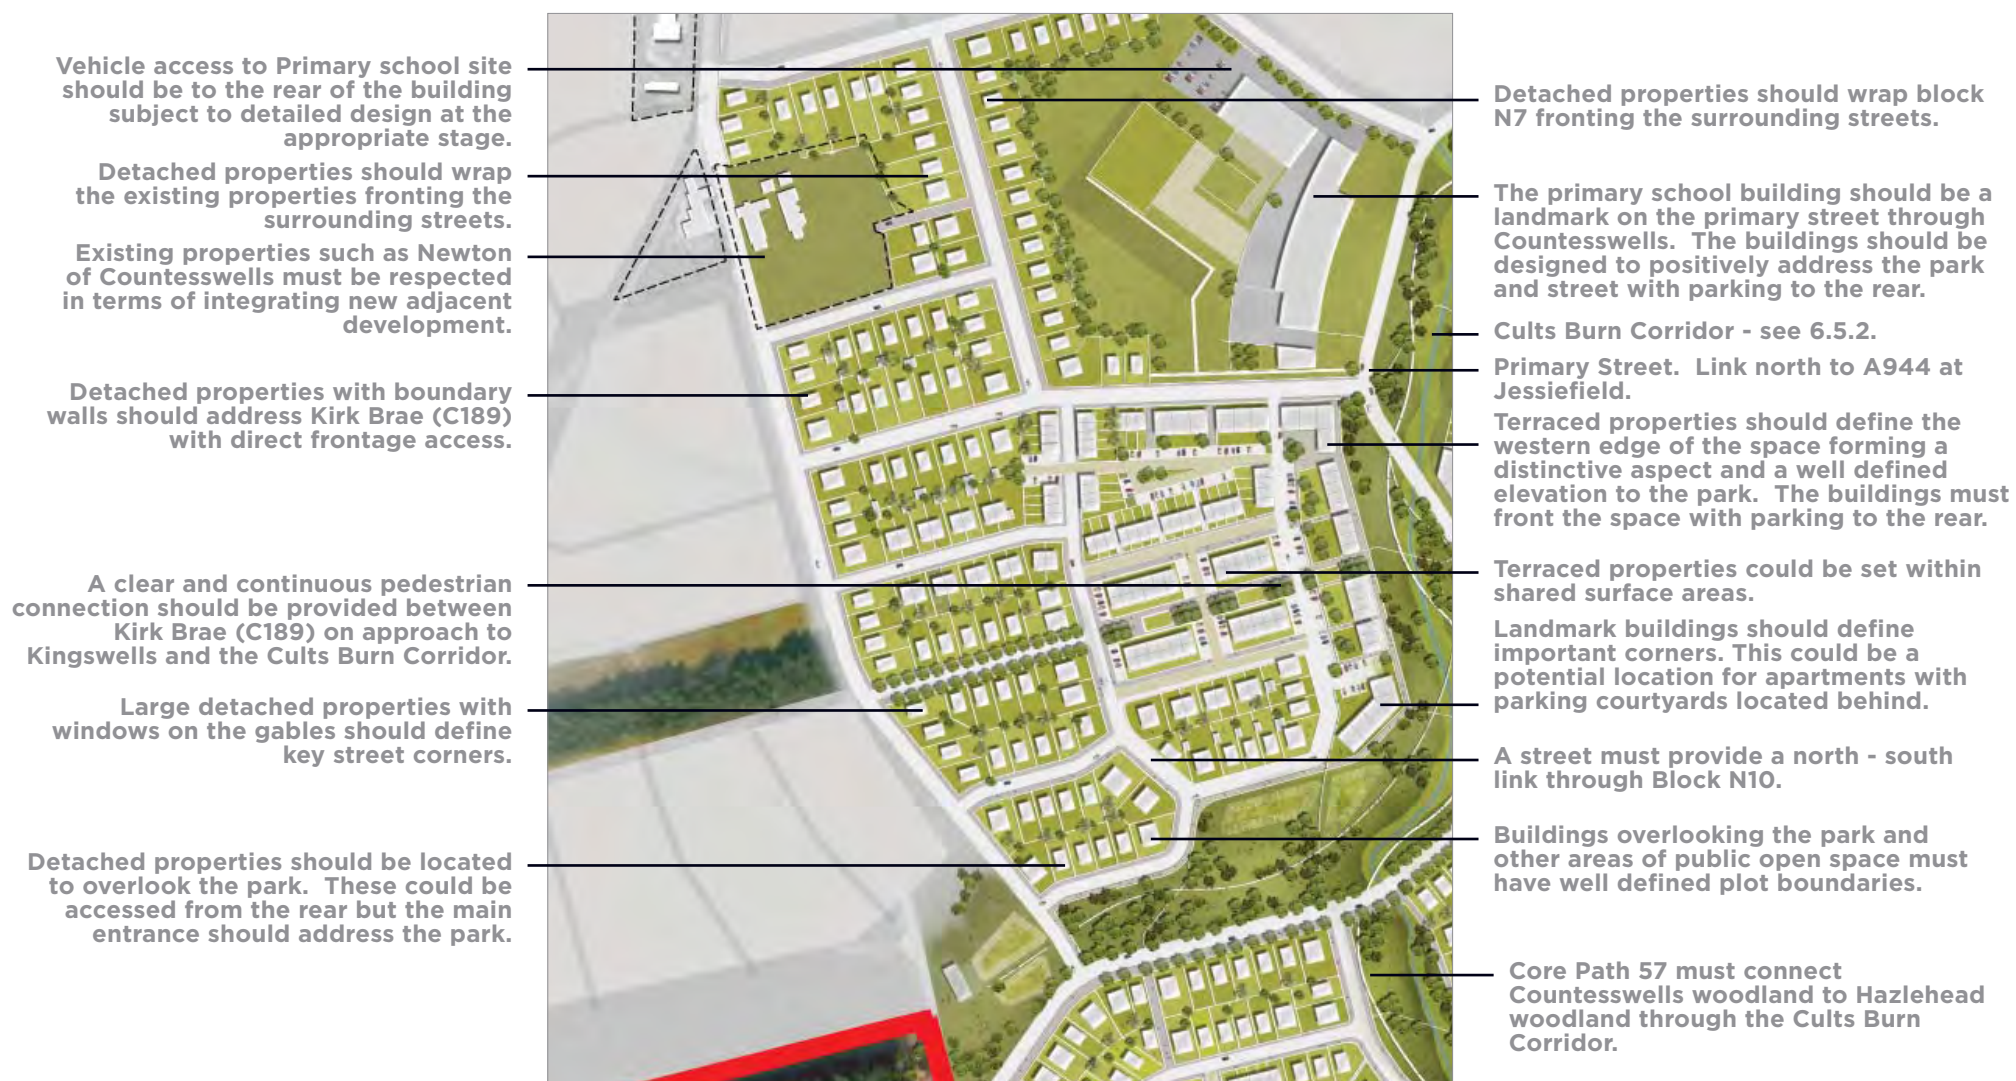 Vehicle access to Primary school site
should be to the rear of the building
subject to detailed design at the
appropriate stage.
Detached properties should wrap
the existing properties fronting the
surrounding streets.
Existing properties such as Newton
of Countesswells must be respected
in terms of integrating new adjacent
development.
Detached properties with boundary
walls should address Kirk Brae (C189)
with direct frontage access.
A clear and continuous pedestrian
connection should be provided between
Kirk Brae (C189) on approach to
Kingswells and the Cults Burn Corridor.
Large detached properties with
windows on the gables should define
key street corners.
Detached properties should be located
to overlook the park.  These could be
accessed from the rear but the main
entrance should address the park.
Detached properties should wrap block
N7 fronting the surrounding streets.
The primary school building should be a
landmark on the primary street through
Countesswells.  The buildings should be
designed to positively address the park
and street with parking to the rear.
Cults Burn Corridor - see 6.5.2.
Primary Street.  Link north to A944 at
Jessiefield.
Terraced properties should define the
western edge of the space forming a
distinctive aspect and a well defined
elevation to the park.  The buildings must
front the space with parking to the rear.
Terraced properties could be set within
shared surface areas.
Landmark buildings should define
important corners. This could be a
potential location for apartments with
parking courtyards located behind.
A street must provide a north - south
link through Block N10.
Buildings overlooking the park and
other areas of public open space must
have well defined plot boundaries.
Core Path 57 must connect
Countesswells woodland to Hazlehead
woodland through the Cults Burn
Corridor.